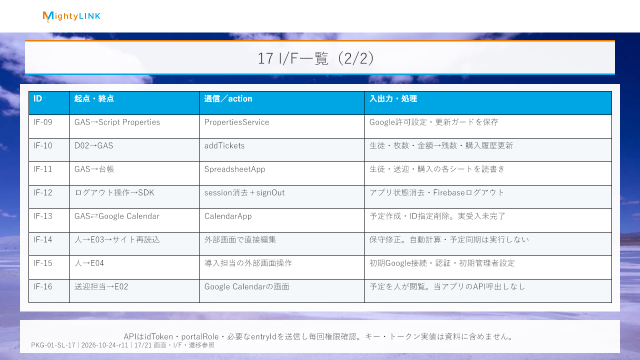 MightyLINK
17 I/F一覧（2/2）
ID 起点・終点 通信／action 入出力・処理
IF-09 GAS→Script Properties PropertiesService Google許可設定・更新ガードを保存
IF-10 D02→GAS addTickets 生徒・枚数・金額→残数・購入履歴更新
IF-11 GAS→台帳 SpreadsheetApp 生徒・送迎・購入の各シートを読書き
IF-12 ログアウト操作→SDK session消去＋signOut アプリ状態消去・Firebaseログアウト
IF-13 GAS⇄Google Calendar CalendarApp 予定作成・ID指定削除。実受入未完了
IF-14 人→E03→サイト再読込 外部画面で直接編集 保守修正。自動計算・予定同期は実行しない
IF-15 人→E04 導入担当の外部画面操作 初期Google接続・認証・初期管理者設定
IF-16 送迎担当→E02 Google Calendarの画面 予定を人が閲覧。当アプリのAPI呼出しなし
APIはidToken・portalRole・必要なentryIdを送信し毎回権限確認。キー・トークン実値は資料に含めません。
PKG-01-SL-17｜2026-10-24-r11｜17/21 画面・I/F・遷移参照